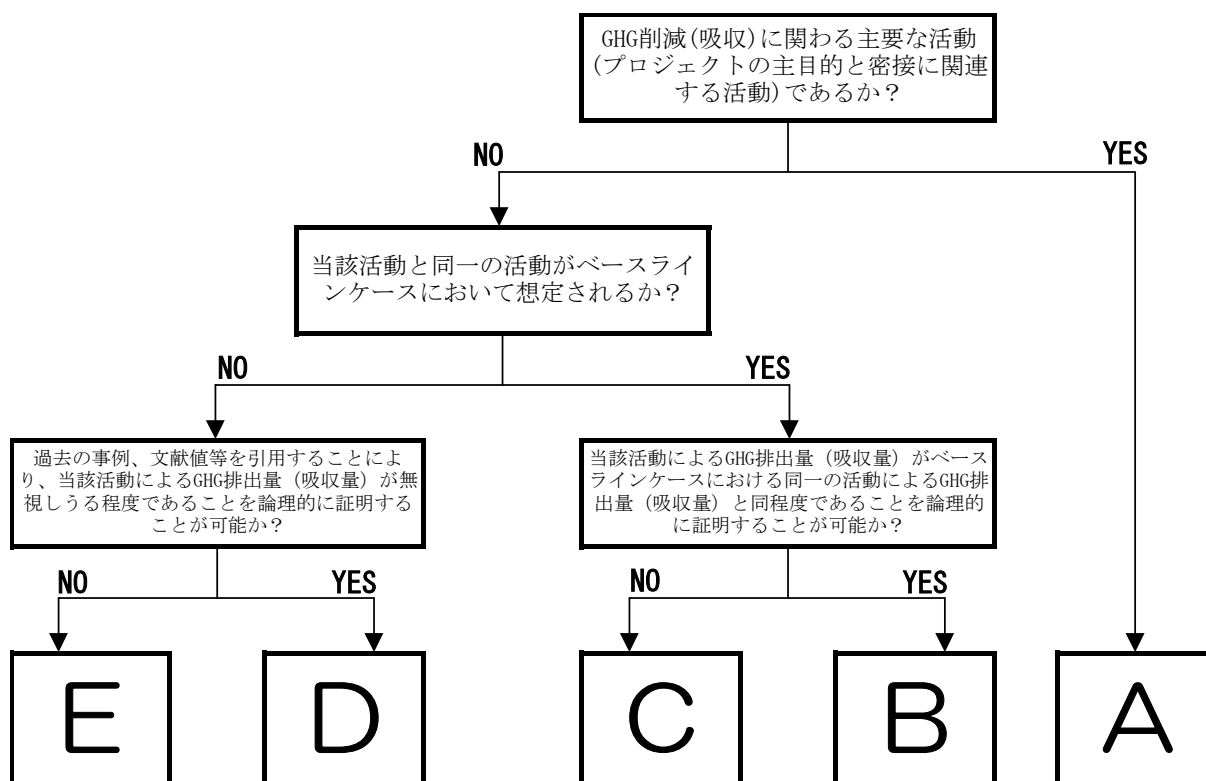 GHG削減(吸収)に関わる主要な活動
(プロジェクトの主目的と密接に関連
する活動)であるか？
NO
YES
当該活動と同一の活動がベースライ
ンケースにおいて想定されるか？
NO
YES
過去の事例、文献値等を引用することによ
り、当該活動によるGHG排出量（吸収量）が無
視しうる程度であることを論理的に証明する
ことが可能か？
当該活動によるGHG排出量（吸収量）がベース
ラインケースにおける同一の活動によるGHG排
出量（吸収量）と同程度であることを論理的
に証明することが可能か？
NO
YES
NO
YES
E
D
C
B
A